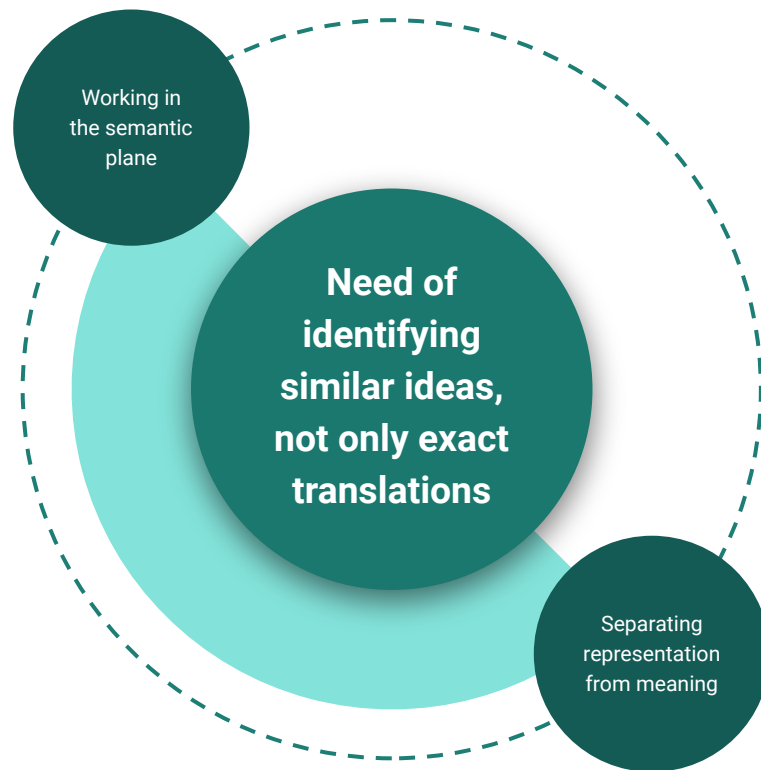 Working in
the semantic
plane
Need of
identifying
similar ideas,
not only exact
translations
Separating
representation
from meaning